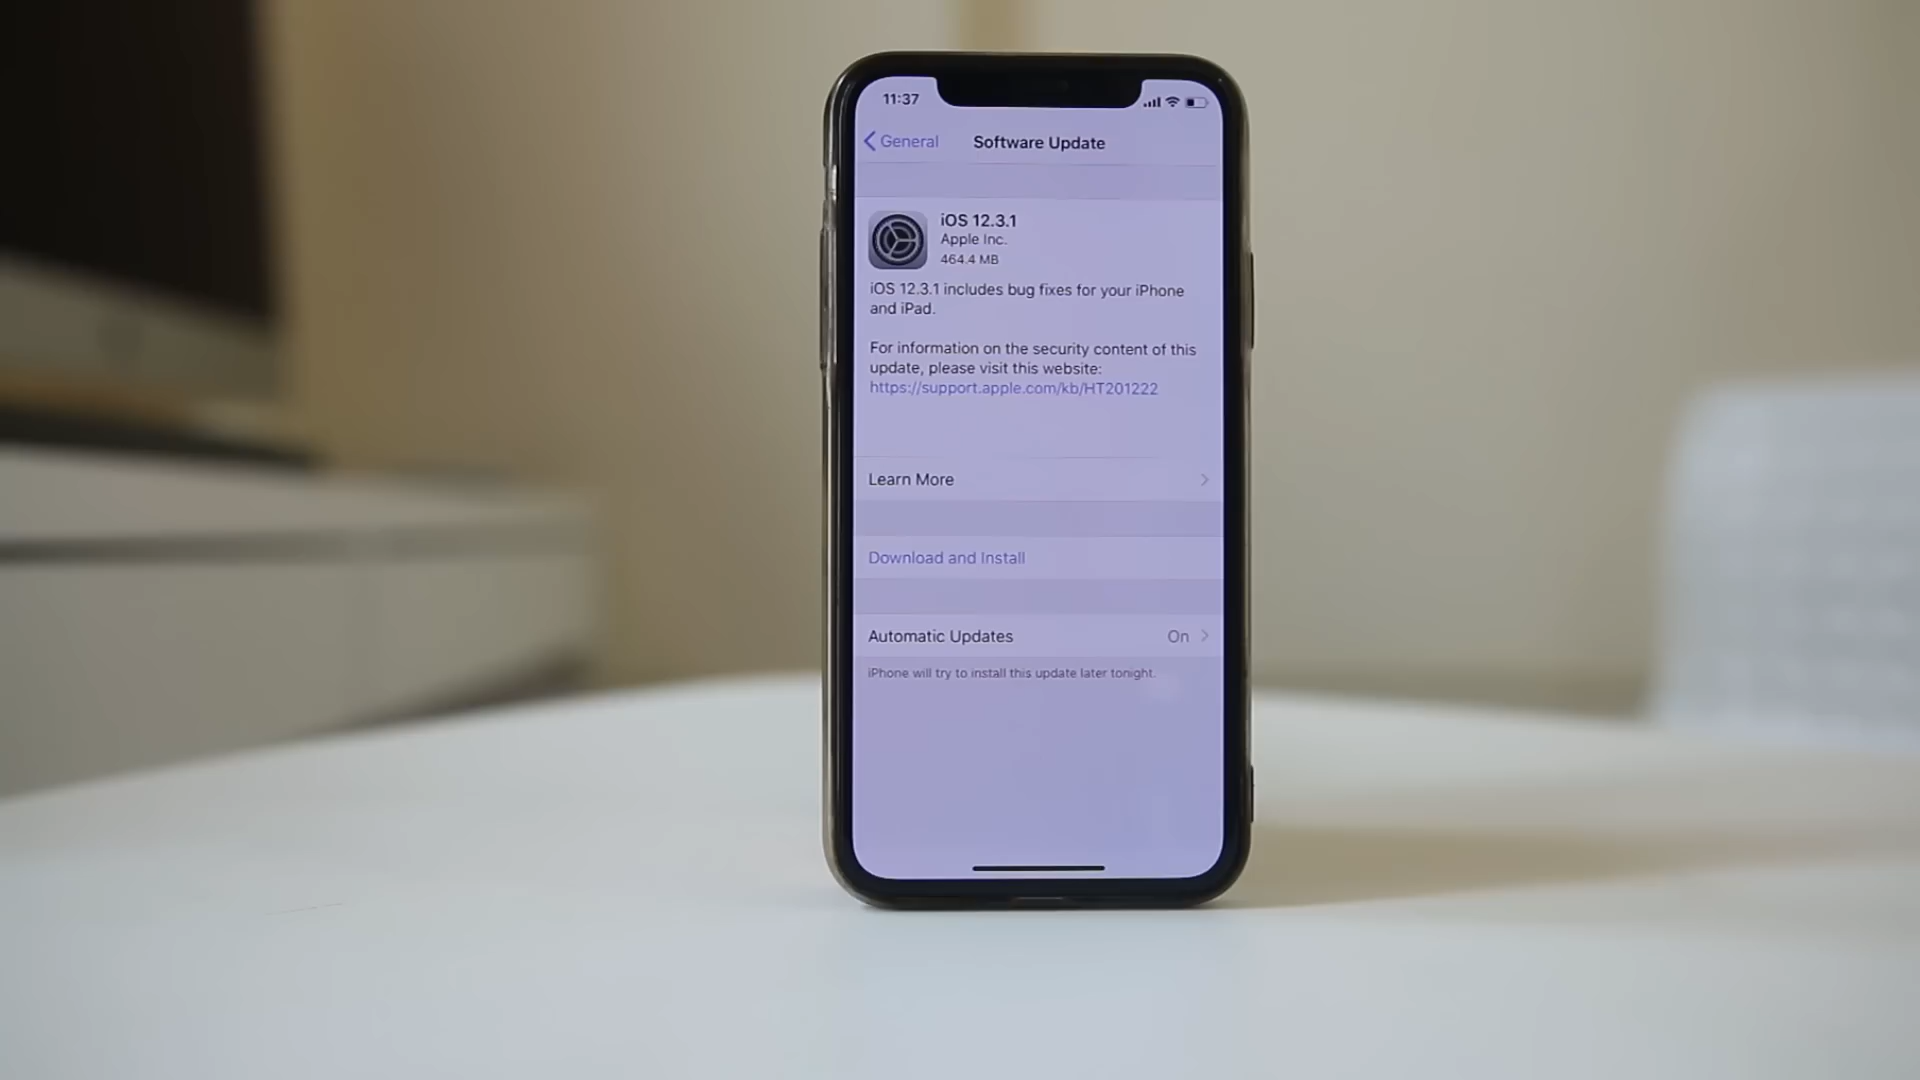 11:37
General
Software Update
iOS 12.3.1
Apple Inc.
464.4 MB
iOS 12.3.1 includes bug fixes for your iPhone
and iPad.
For information on the security content of this
update, please visit this website:
https://support.apple.com/kb/HT201222
Learn More
Download and Install
Automatic Updates On
iPhone will try to install this update later tonight.